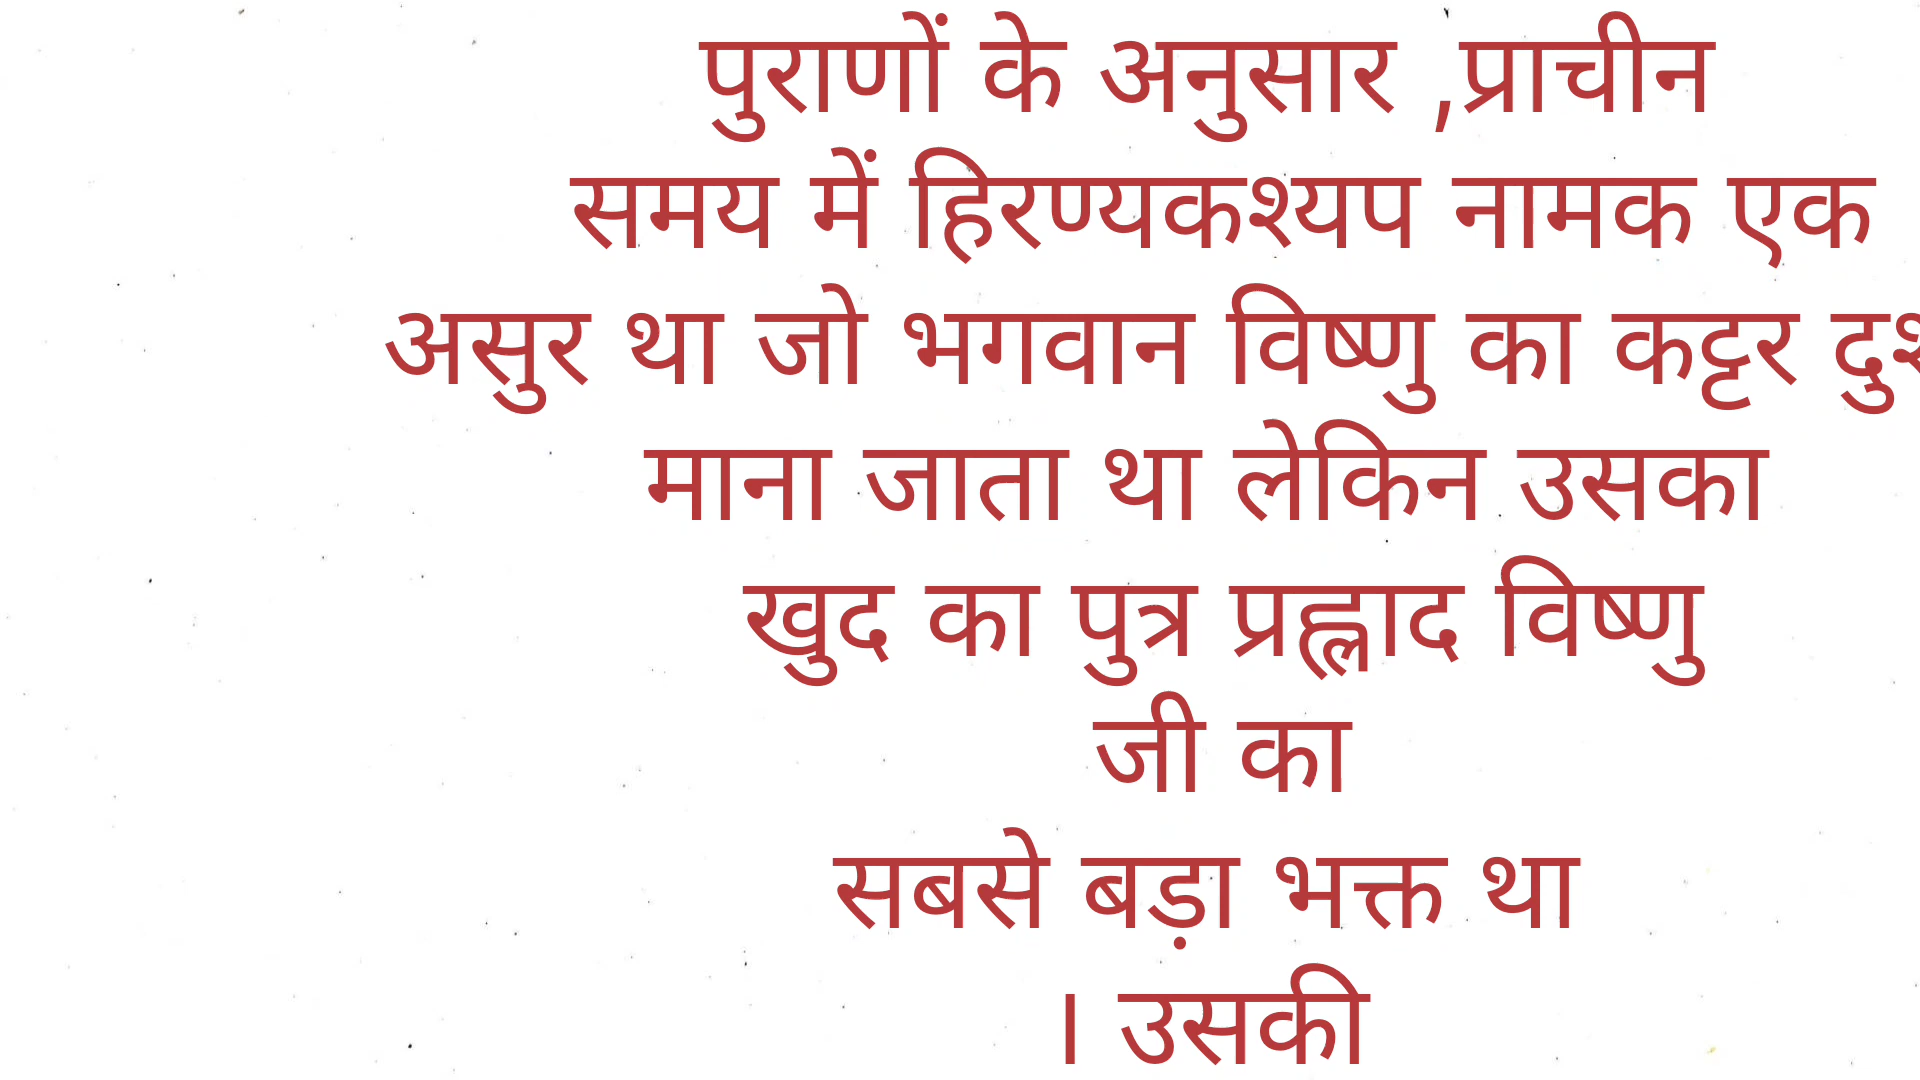 पुराणों के अनुसार ,प्राचीन
समय में हिरण्यकश्यप नामक एक
असुर था जो भगवान विष्णु का कट्टर
माना जाता था लेकिन उसका
खुद का पुत्र प्रह्लाद विष्णु
जी का
सबसे बड़ा भक्त था
। उसकी